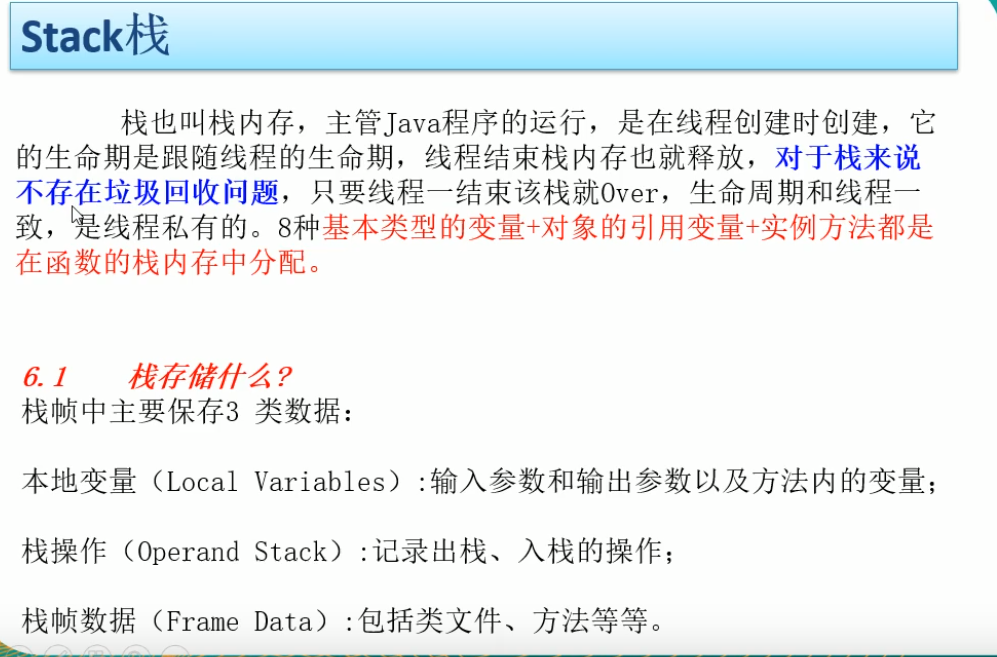 Stack栈
栈也叫栈内存，主管Java程序的运行，是在线程创建时创建，它
的生命期是跟随线程的生命期，线程结束栈内存也就释放，对于栈来说
不存在垃圾回收问题，只要线程一结束该栈就Over，生命周期和线程一
致，是线程私有的。8种基本类型的变量+对象的引用变量+实例方法都是
在函数的栈内存中分配。
6.1 栈存储什么?
栈帧中主要保存3 类数据：
本地变量（Local Variables）:输入参数和输出参数以及方法内的变量；
栈操作（Operand Stack）:记录出栈、入栈的操作；
栈帧数据（Frame Data）:包括类文件、方法等等。